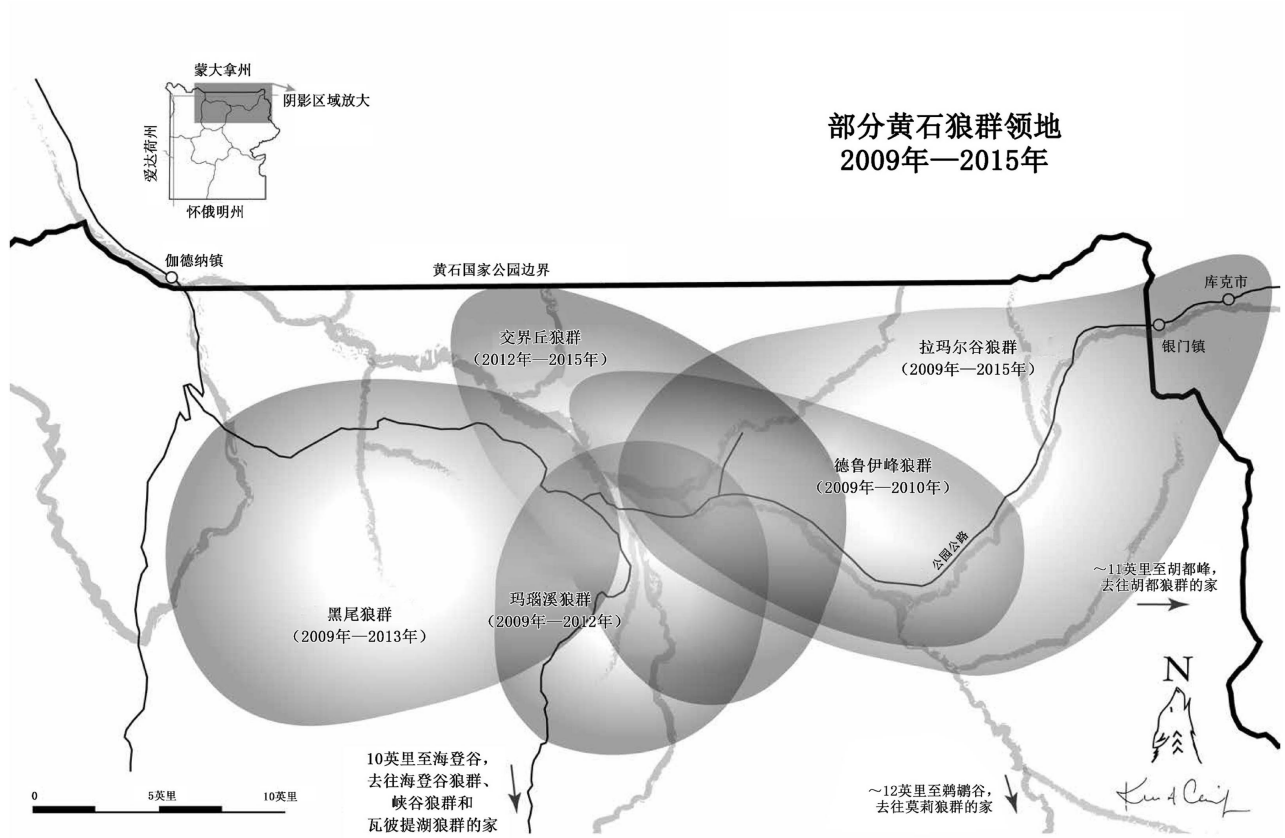 蒙大拿州
阴影区域放大
爱达荷州
怀俄明州
部分黄石狼群领地
2009年—2015年
伽德纳镇
黄石国家公园边界
库克市
银门镇
交界丘狼群
(2012年—2015年)
拉玛尔谷狼群
(2009年—2015年)
德鲁伊峰狼群
(2009年—2010年)
公园公路
～11英里至胡都峰，
去往胡都狼群的家
玛瑙溪狼群
(2009年—2012年)
黑尾狼群
(2009年—2013年)
N
10英里至海登谷，
去往海登谷狼群、
峡谷狼群和
瓦彼提湖狼群的家
～12英里至鹈鹕谷，
去往莫莉狼群的家
0
5英里
10英里